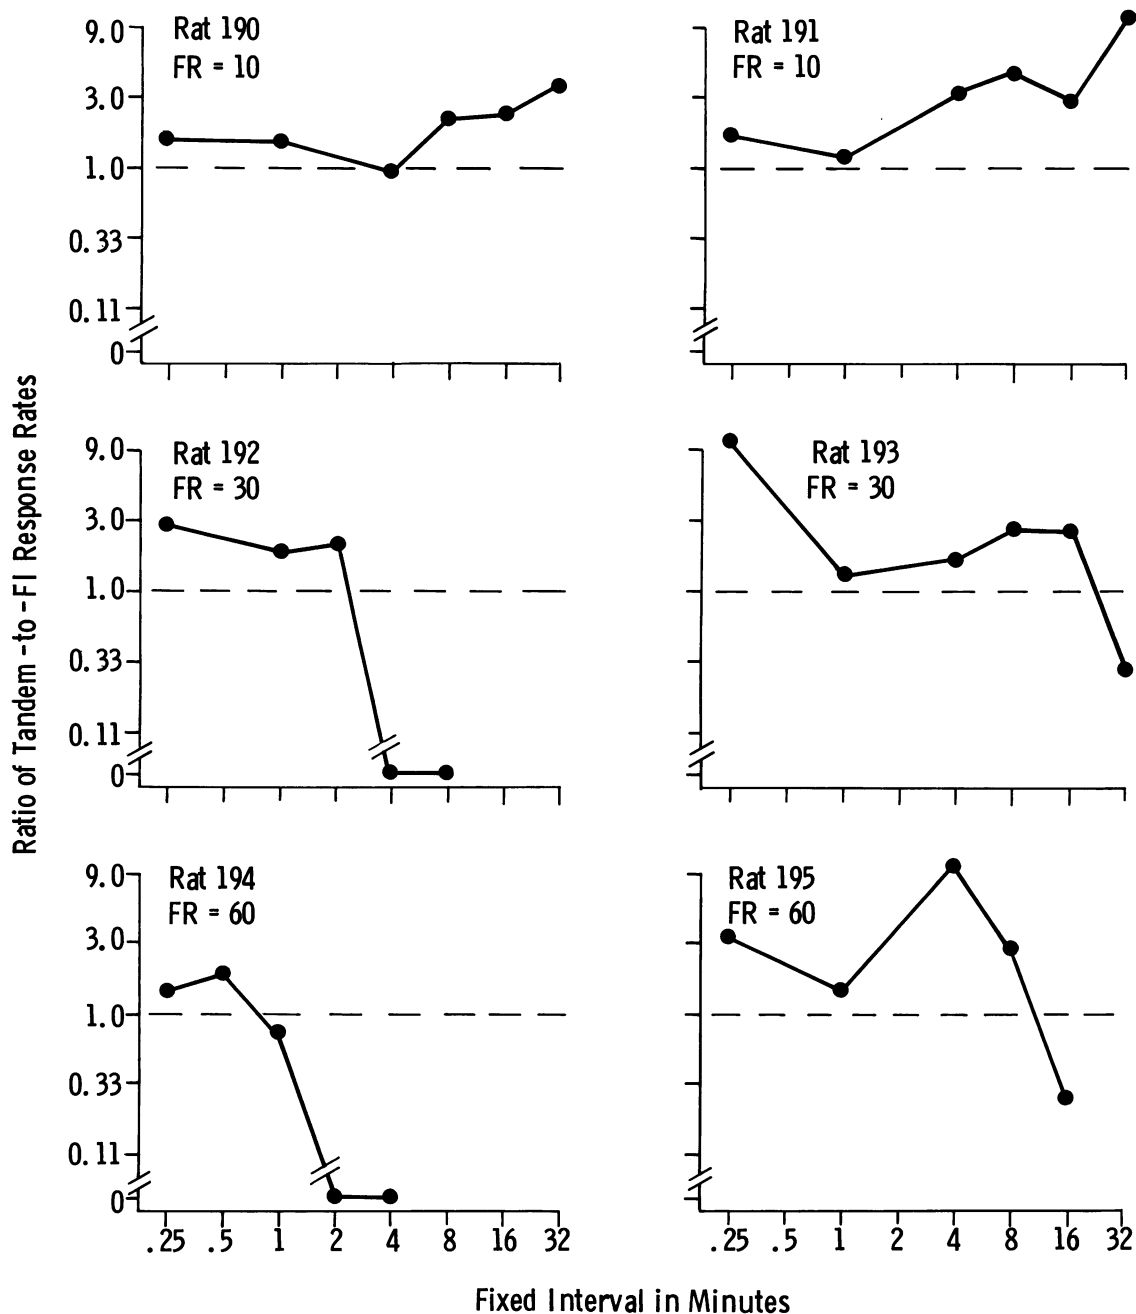 Ratio of Tandem-to-FI Response Rates
Rat 190
FR = 10
9.0
3.0
1.0
0.33
0.11
0
Rat 191
FR = 10
Rat 192
FR = 30
9.0
3.0
1.0
0.33
0.11
0
Rat 193
FR = 30
Rat 194
FR = 60
9.0
3.0
1.0
0.33
0.11
0
.25 .5 1 2 4 8 16 32
Rat 195
FR = 60
.25 .5 1 2 4 8 16 32
Fixed Interval in Minutes